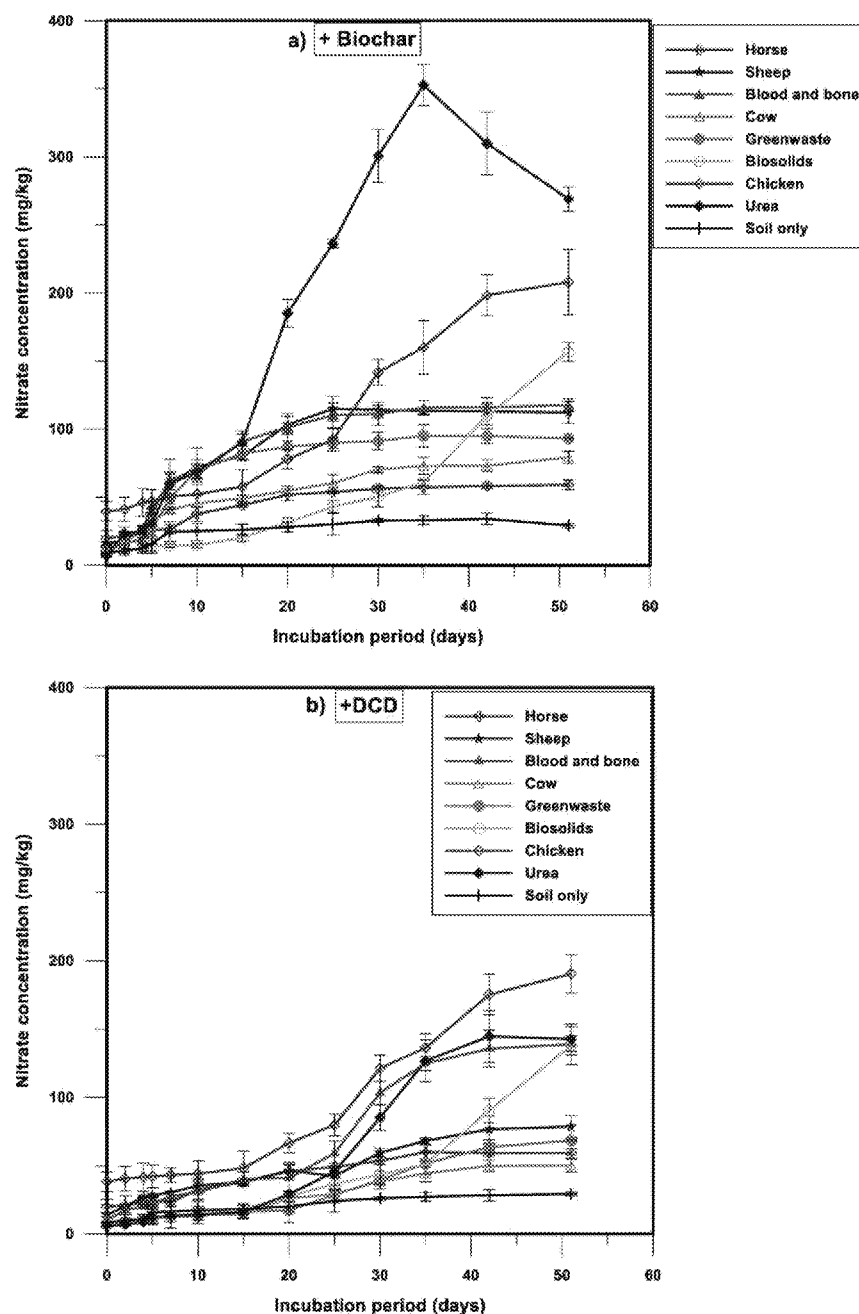 a) + Biochar
400
300
200
100
0
Nitrate concentration (mg/kg)
0 10 20 30 40 50 60
Incubation period (days)
Horse
Sheep
Blood and bone
Cow
Greenwaste
Biosolids
Chicken
Urea
Soil only
b) +DCD
400
300
200
100
0
Nitrate concentration (mg/kg)
0 10 20 30 40 50 60
Incubation period (days)
Horse
Sheep
Blood and bone
Cow
Greenwaste
Biosolids
Chicken
Urea
Soil only